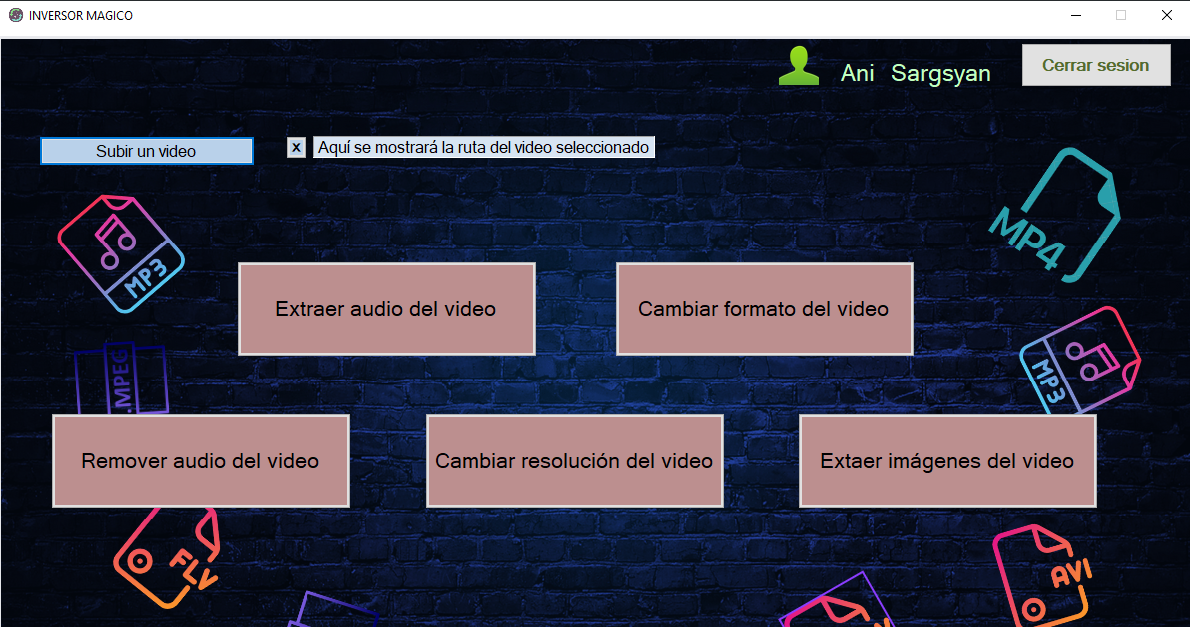 INVERSOR MAGICO
Ani Sargsyan
Cerrar sesion
Subir un video
x
Aquí se mostrará la ruta del video seleccionado
MP3
MP4
Extraer audio del video
Cambiar formato del video
.MPEG
MP3
Remover audio del video
Cambiar resolución del video
Extaer imágenes del video
FLV
AVI